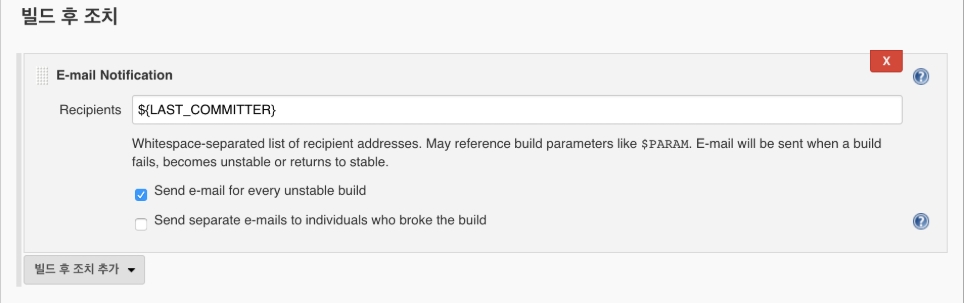 빌드 후 조치
X
E-mail Notification
Recipients ${LAST_COMMITTER}
Whitespace-separated list of recipient addresses. May reference build parameters like $PARAM. E-mail will be sent when a build
fails, becomes unstable or returns to stable.
Send e-mail for every unstable build
Send separate e-mails to individuals who broke the build
빌드 후 조치 추가